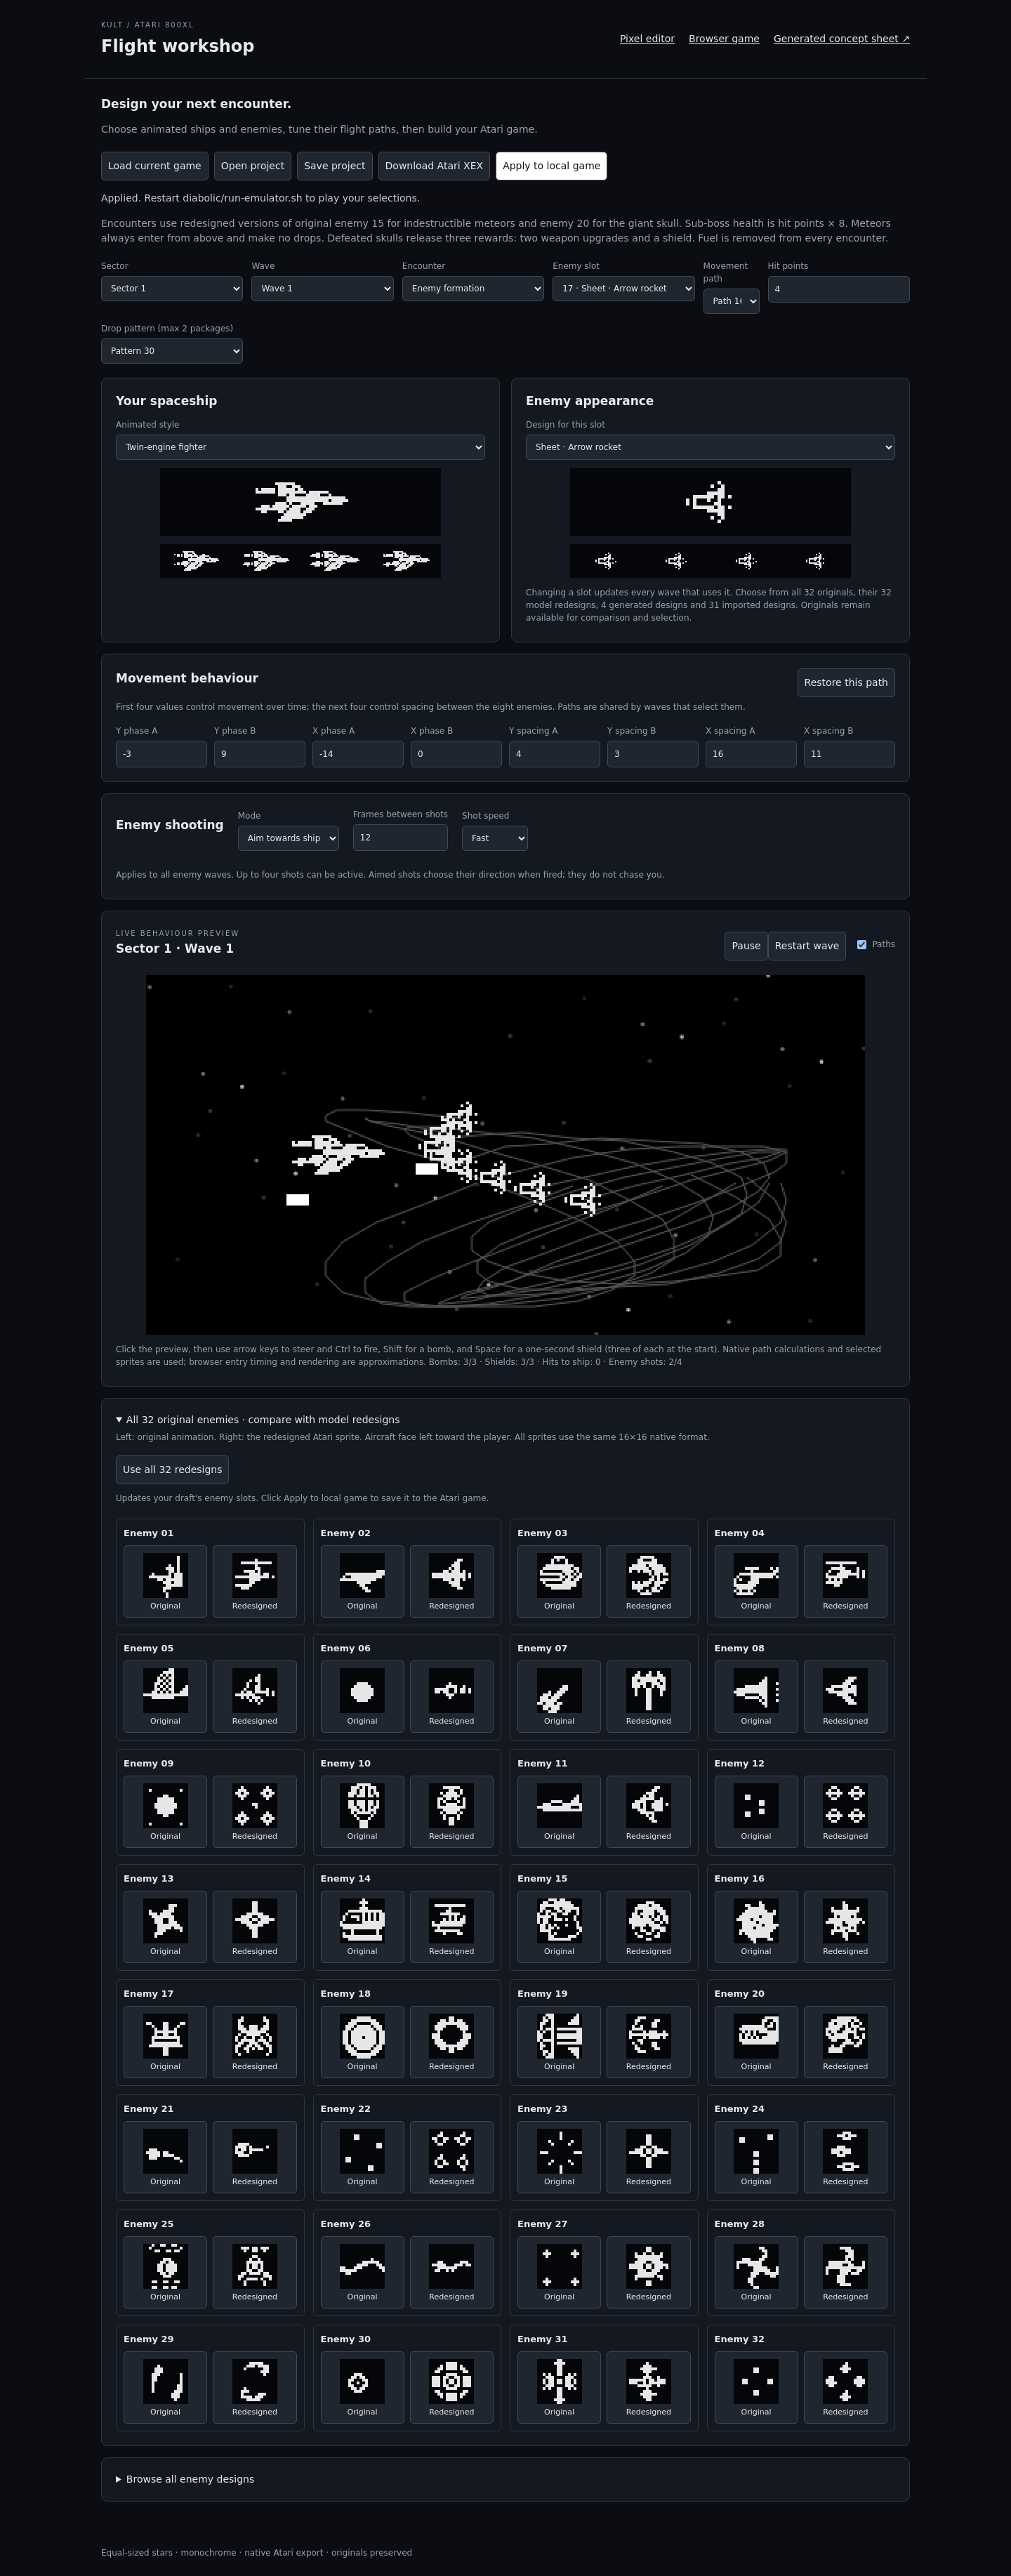 KULT / ATARI 800XL
Flight workshop
Pixel editor Browser game Generated concept sheet ↗
Design your next encounter.
Choose animated ships and enemies, tune their flight paths, then build your Atari game.
Load current game Open project Save project Download Atari XEX Apply to local game
Applied. Restart diabolic/run-emulator.sh to play your selections.
Encounters use redesigned versions of original enemy 15 for indestructible meteors and enemy 20 for the giant skull. Sub-boss health is hit points × 8. Meteors
always enter from above and make no drops. Defeated skulls release three rewards: two weapon upgrades and a shield. Fuel is removed from every encounter.
Sector Wave Encounter Enemy slot Movement path Hit points
Sector 1 Wave 1 Enemy formation 17 · Sheet · Arrow rocket Path 16 4
Drop pattern (max 2 packages)
Pattern 30
Your spaceship
Animated style
Twin-engine fighter
Enemy appearance
Design for this slot
Sheet · Arrow rocket
Changing a slot updates every wave that uses it. Choose from all 32 originals, their 32
model redesigns, 4 generated designs and 31 imported designs. Originals remain
available for comparison and selection.
Movement behaviour
Restore this path
First four values control movement over time; the next four control spacing between the eight enemies. Paths are shared by waves that select them.
Y phase A Y phase B X phase A X phase B Y spacing A Y spacing B X spacing A X spacing B
-3 9 -14 0 4 3 16 11
Enemy shooting
Mode Frames between shots Shot speed
Aim towards ship 12 Fast
Applies to all enemy waves. Up to four shots can be active. Aimed shots choose their direction when fired; they do not chase you.
LIVE BEHAVIOUR PREVIEW
Sector 1 · Wave 1
Pause Restart wave Paths
Click the preview, then use arrow keys to steer and Ctrl to fire, Shift for a bomb, and Space for a one-second shield (three of each at the start). Native path calculations and selected
sprites are used; browser entry timing and rendering are approximations. Bombs: 3/3 · Shields: 3/3 · Hits to ship: 0 · Enemy shots: 2/4
▼ All 32 original enemies · compare with model redesigns
Left: original animation. Right: the redesigned Atari sprite. Aircraft face left toward the player. All sprites use the same 16×16 native format.
Use all 32 redesigns
Updates your draft's enemy slots. Click Apply to local game to save it to the Atari game.
Enemy 01 Enemy 02 Enemy 03 Enemy 04
Original Redesigned Original Redesigned Original Redesigned Original Redesigned
Enemy 05 Enemy 06 Enemy 07 Enemy 08
Original Redesigned Original Redesigned Original Redesigned Original Redesigned
Enemy 09 Enemy 10 Enemy 11 Enemy 12
Original Redesigned Original Redesigned Original Redesigned Original Redesigned
Enemy 13 Enemy 14 Enemy 15 Enemy 16
Original Redesigned Original Redesigned Original Redesigned Original Redesigned
Enemy 17 Enemy 18 Enemy 19 Enemy 20
Original Redesigned Original Redesigned Original Redesigned Original Redesigned
Enemy 21 Enemy 22 Enemy 23 Enemy 24
Original Redesigned Original Redesigned Original Redesigned Original Redesigned
Enemy 25 Enemy 26 Enemy 27 Enemy 28
Original Redesigned Original Redesigned Original Redesigned Original Redesigned
Enemy 29 Enemy 30 Enemy 31 Enemy 32
Original Redesigned Original Redesigned Original Redesigned Original Redesigned
▶ Browse all enemy designs
Equal-sized stars · monochrome · native Atari export · originals preserved